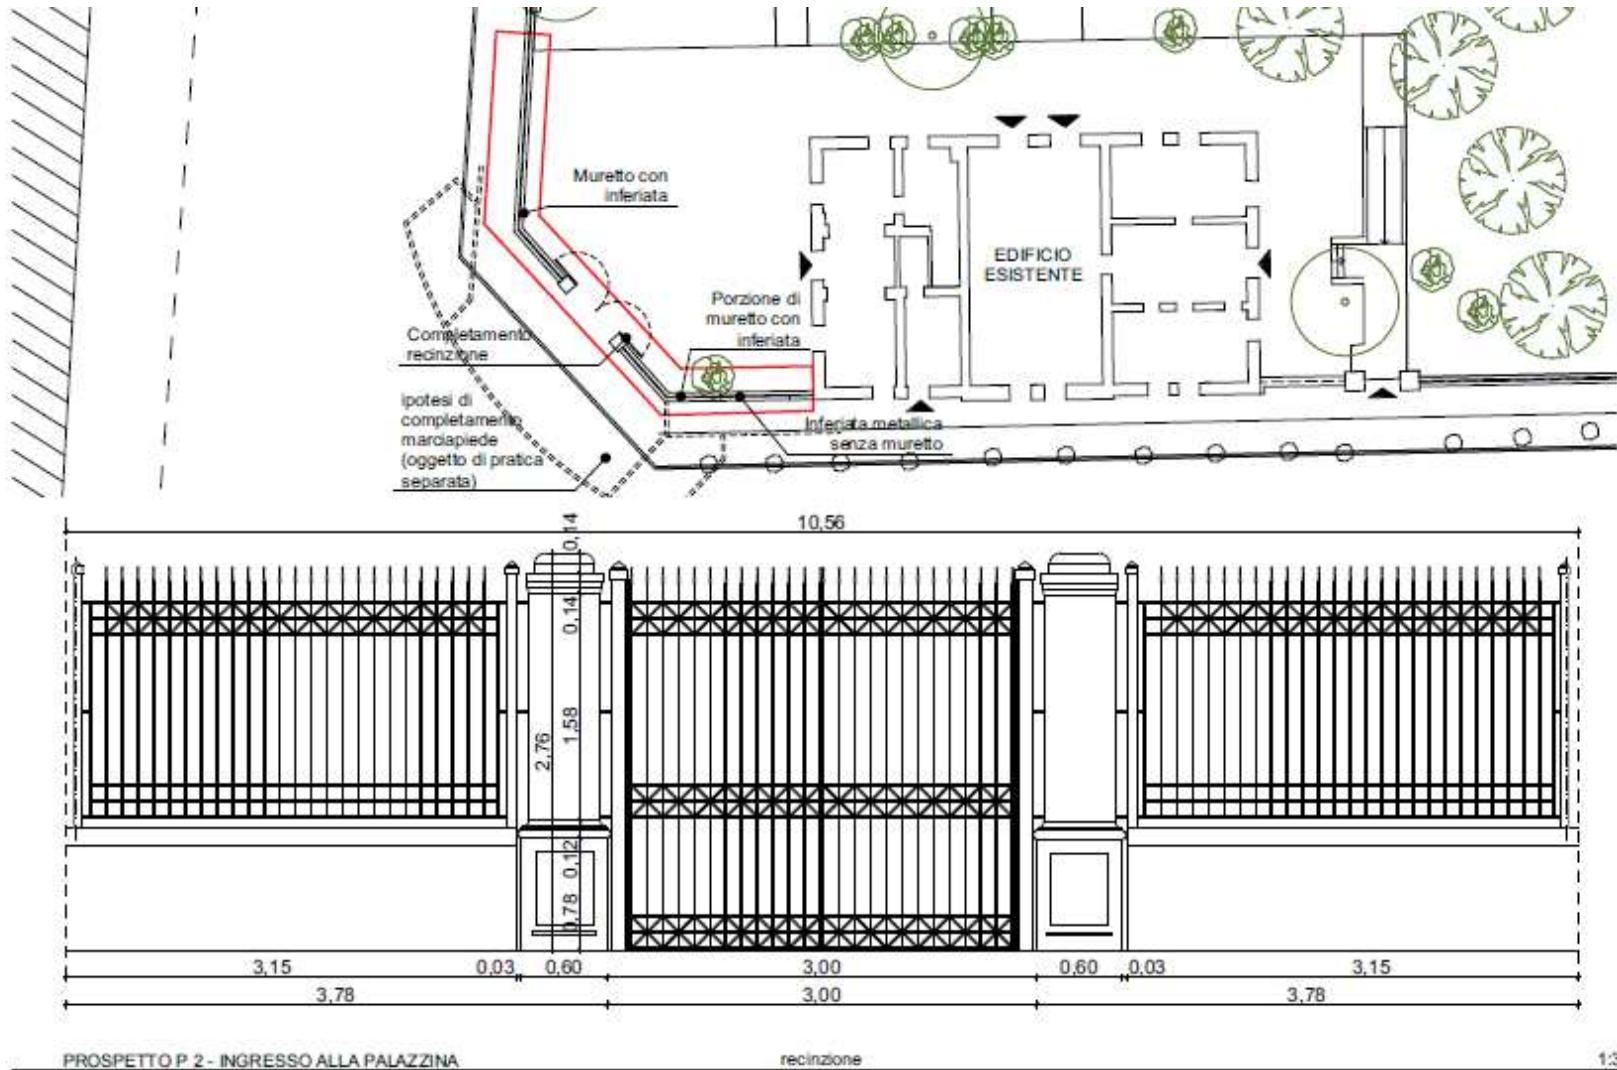 Muretto con
inferiata
EDIFICIO
ESISTENTE
Porzione di
muretto con
inferiata
Completamento
recinzione
ipotesi di
completamento
marciapiede
(oggetto di pratica
separata)
Inferiata metallica
senza muretto
10,56
0,14
0,14
1,58
2,76
0,12
0,78
3,15 0,03 0,60 3,00 0,60 0,03 3,15
3,78 3,00 3,78
PROSPETTO P 2 - INGRESSO ALLA PALAZZINA recinzione 1:3